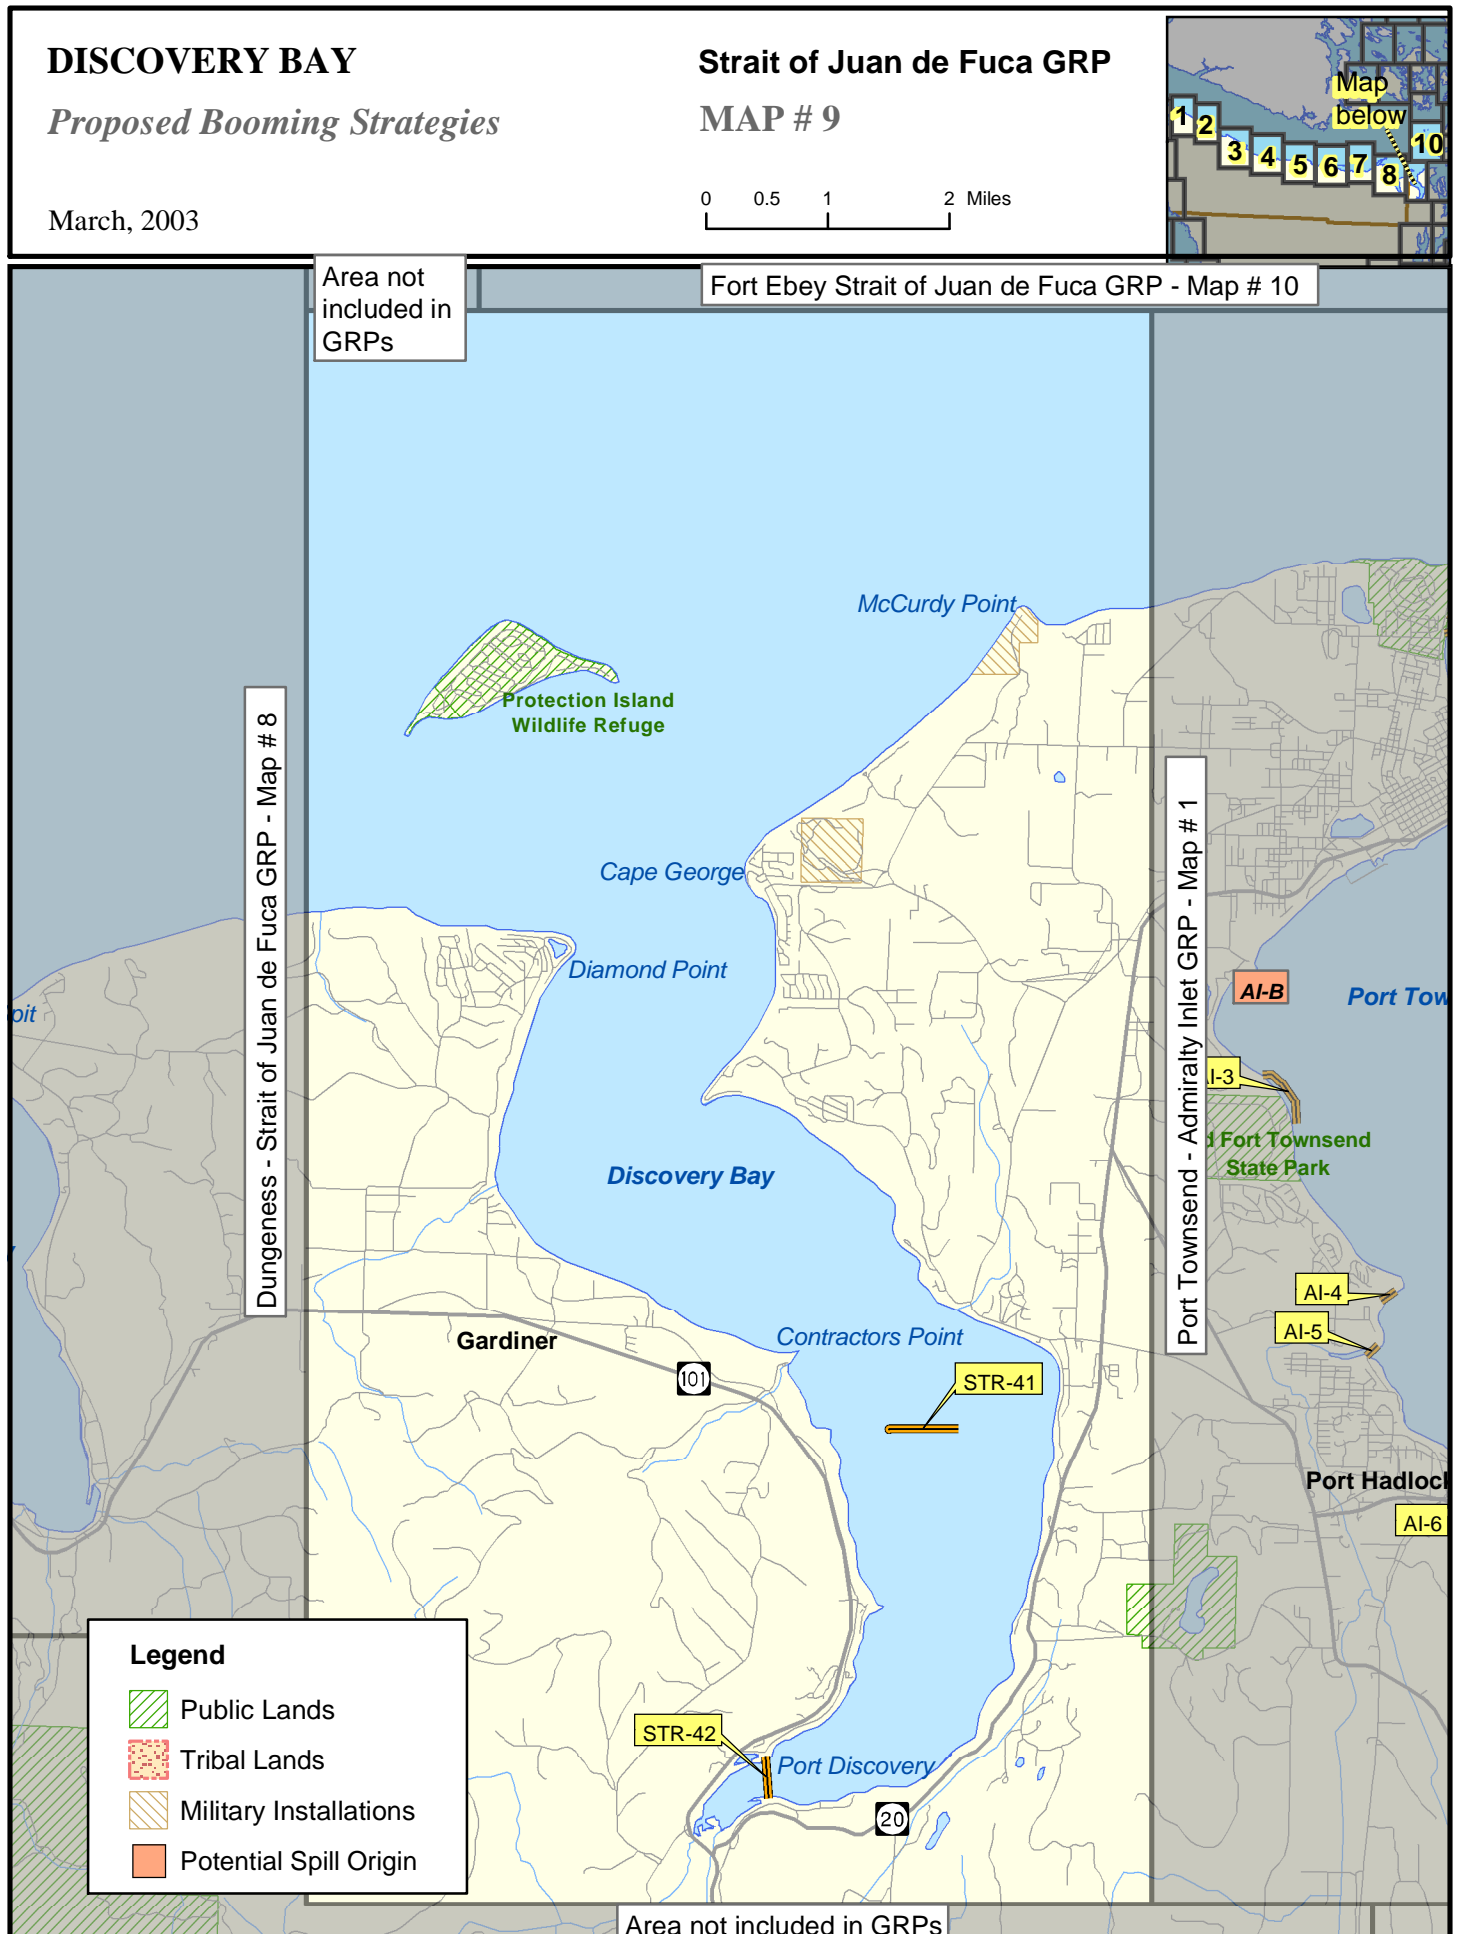 DISCOVERY BAY
Proposed Booming Strategies
March, 2003
Strait of Juan de Fuca GRP
MAP # 9
0 0.5 1 2 Miles
Map
below
1
2
3
4
5
6
7
8
10
Area not
included in
GRPs
Fort Ebey Strait of Juan de Fuca GRP - Map # 10
McCurdy Point
Protection Island
Wildlife Refuge
Dungeness - Strait of Juan de Fuca GRP - Map # 8
Port Townsend - Admiralty Inlet GRP - Map # 1
Cape George
Diamond Point
pit
AI-B
Port Tow
I-3
d Fort Townsend
State Park
Discovery Bay
AI-4
AI-5
Gardiner
Contractors Point
101
STR-41
Port Hadlock
AI-6
Legend
Public Lands
Tribal Lands
Military Installations
Potential Spill Origin
STR-42
Port Discovery
20
Area not included in GRPs